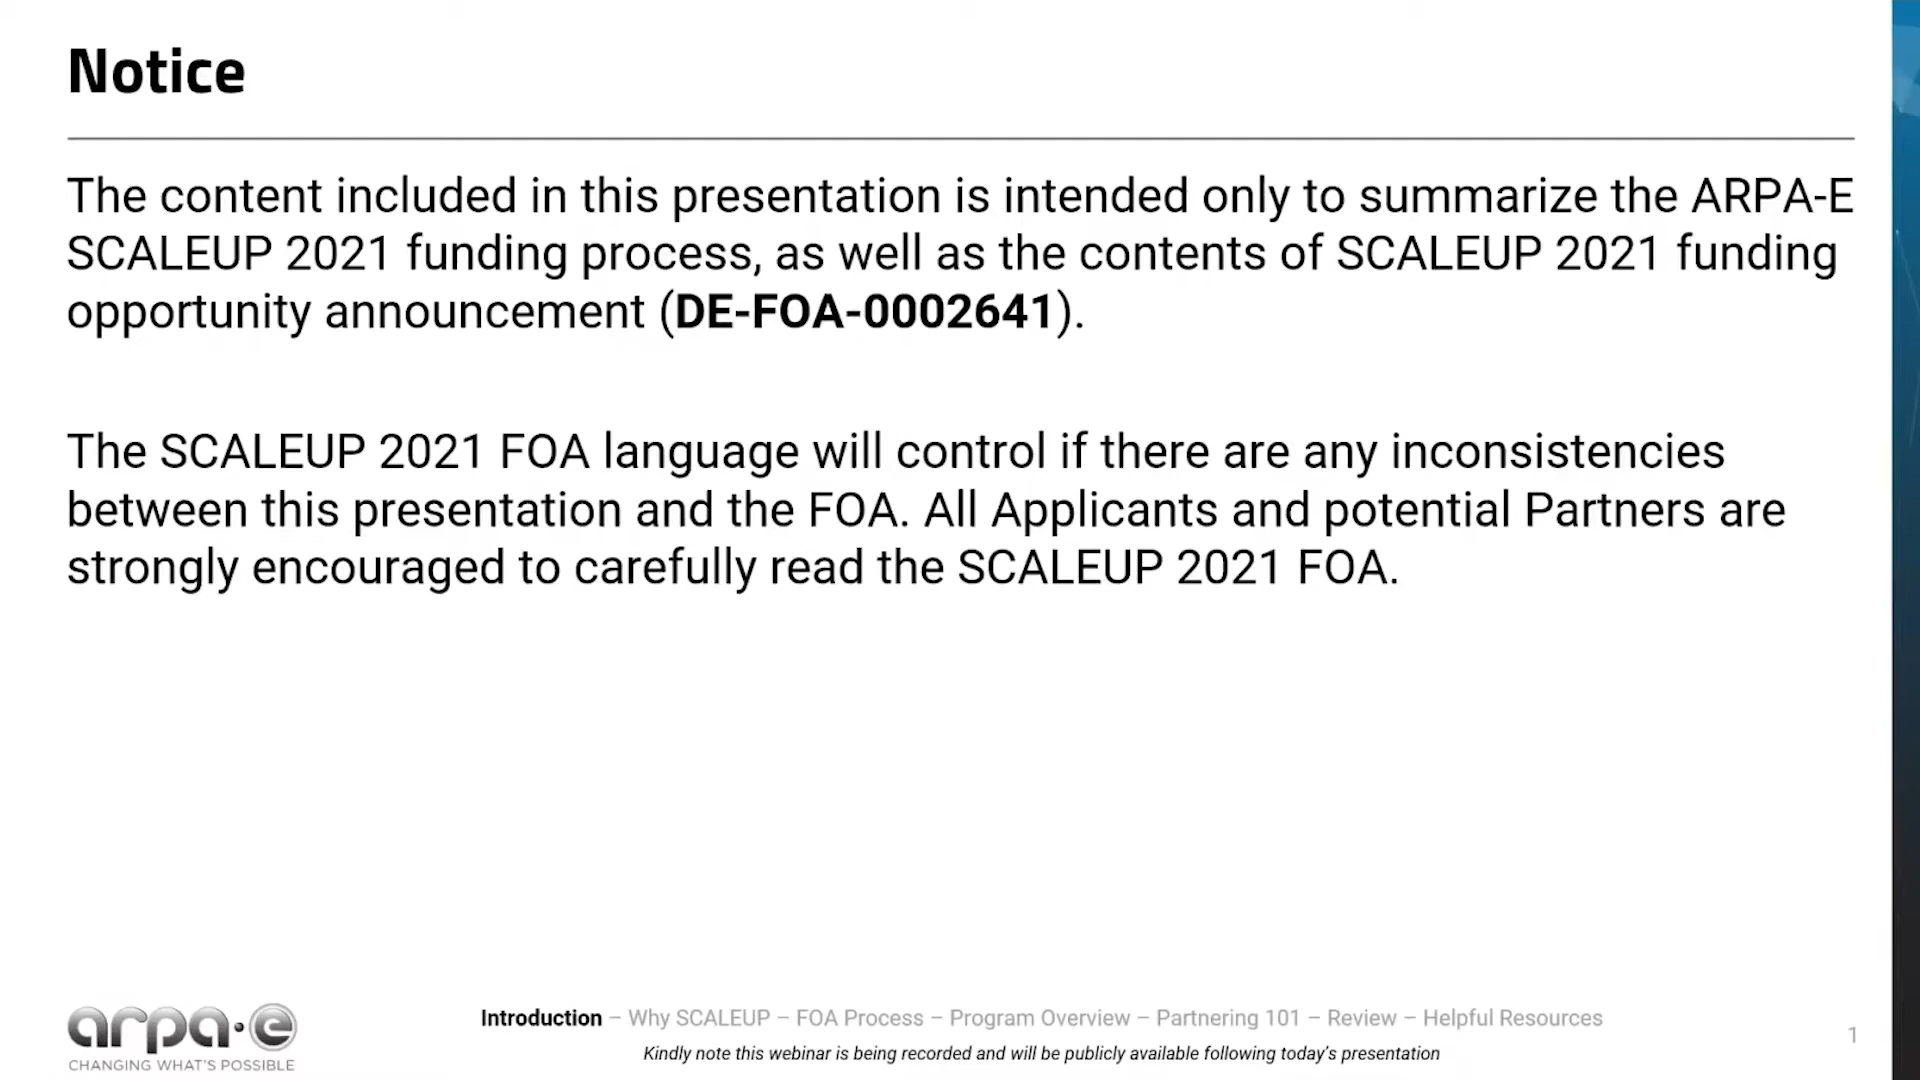 Notice
The content included in this presentation is intended only to summarize the ARPA-E
SCALEUP 2021 funding process, as well as the contents of SCALEUP 2021 funding
opportunity announcement (DE-FOA-0002641).
The SCALEUP 2021 FOA language will control if there are any inconsistencies
between this presentation and the FOA. All Applicants and potential Partners are
strongly encouraged to carefully read the SCALEUP 2021 FOA.
arpa·e
CHANGING WHAT'S POSSIBLE
Introduction – Why SCALEUP – FOA Process – Program Overview – Partnering 101 – Review – Helpful Resources
Kindly note this webinar is being recorded and will be publicly available following today's presentation
1